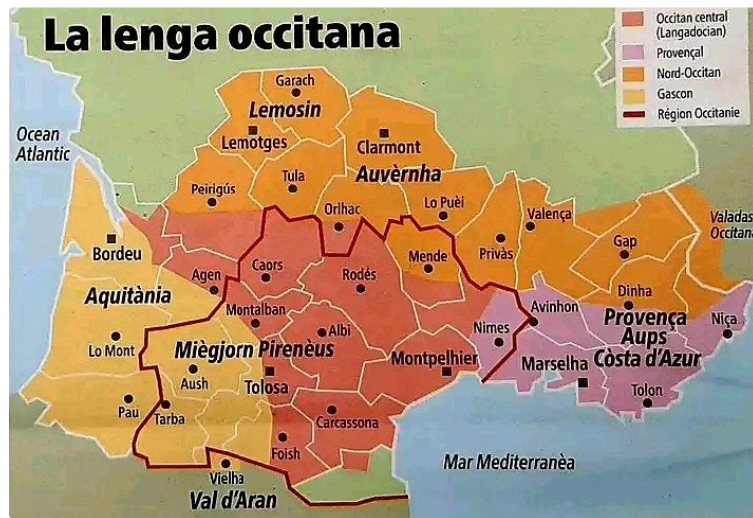 La lenga occitana
Occitan central
(Langadocian)
Provençal
Nord-Occitan
Gascon
Région Occitanie
Ocean
Atlantic
Garach
Lemosin
Lemotges
Clarmont
Auvèrnha
Peirigús
Tula
Orlhac
Lo Puèi
Valença
Privàs
Gap
Valadas
Occitana
Bordeu
Agen
Caors
Rodés
Mende
Dinha
Aquitània
Montalban
Albi
Nimes
Avinhon
Provença
Aups
Còsta d'Azur
Niça
Lo Mont
Miègjorn Pirenèus
Aush
Tolosa
Montpelhier
Marselha
Tolon
Pau
Tarba
Carcassona
Foish
Vielha
Val d'Aran
Mar Mediterranèa